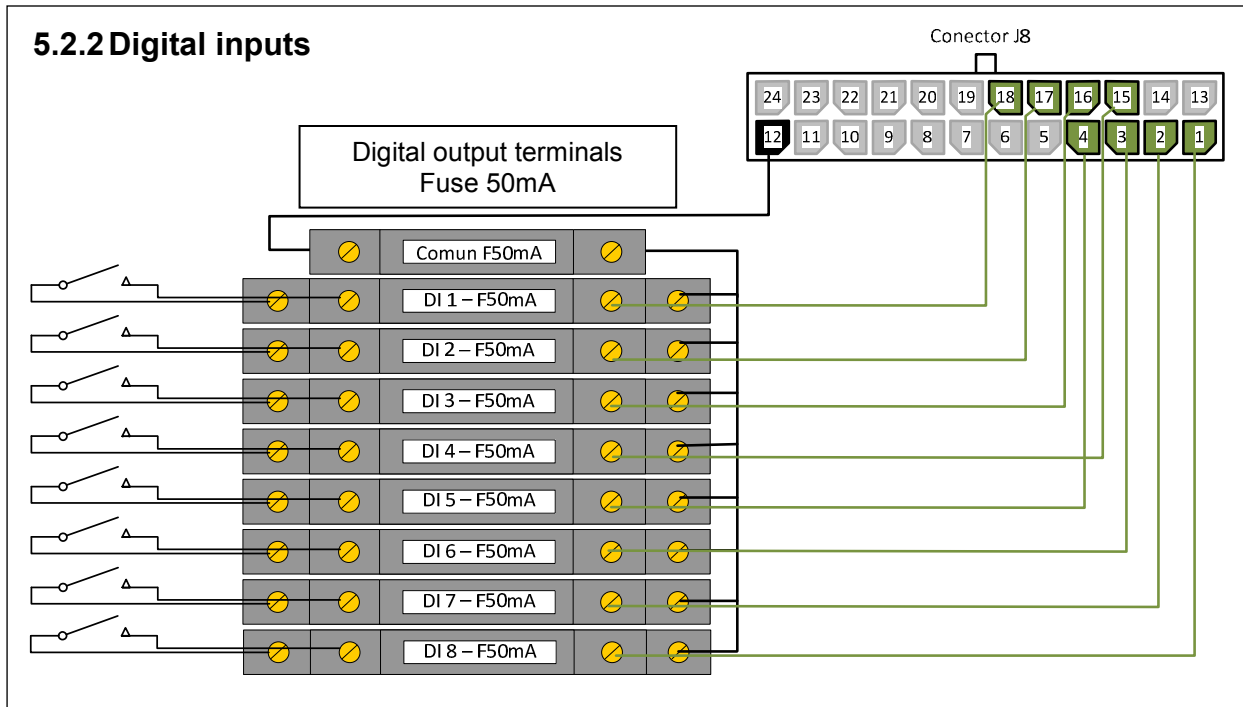 5.2.2 Digital inputs
Conector J8
24 23 22 21 20 19 18 17 16 15 14 13
12 11 10 9 8 7 6 5 4 3 2 1
Digital output terminals
Fuse 50mA
Comun F50mA
DI 1 – F50mA
DI 2 – F50mA
DI 3 – F50mA
DI 4 – F50mA
DI 5 – F50mA
DI 6 – F50mA
DI 7 – F50mA
DI 8 – F50mA